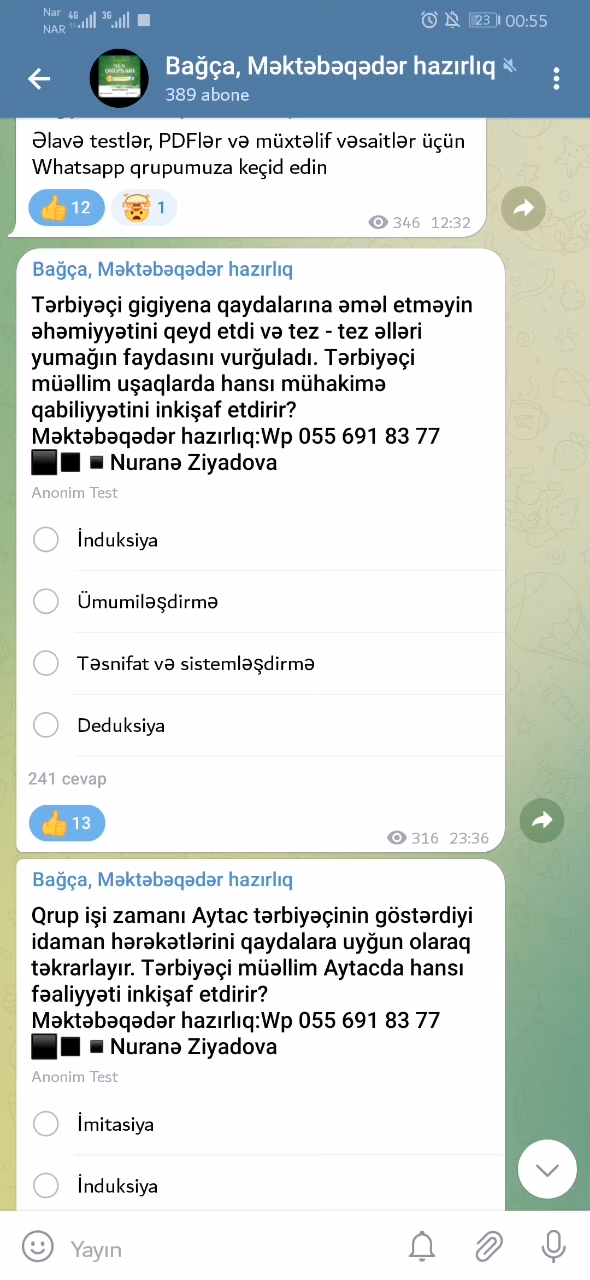 Nar 4G 3G
NAR
23 00:55
Bağça, Məktəbəqədər hazırlıq
389 abone
Əlavə testlər, PDFlər və müxtəlif vəsaitlər üçün
Whatsapp qrupumuza keçid edin
12 1
346 12:32
Bağça, Məktəbəqədər hazırlıq
Tərbiyəçi gigiyena qaydalarına əməl etməyin
əhəmiyyətini qeyd etdi və tez - tez əlləri
yumağın faydasını vurğuladı. Tərbiyəçi
müəllim uşaqlarda hansı mühakimə
qabiliyyətini inkişaf etdirir?
Məktəbəqədər hazırlıq:Wp 055 691 83 77
Nuranə Ziyadova
Anonim Test
İnduksiya
Ümumiləşdirmə
Təsnifat və sistemləşdirmə
Deduksiya
241 cevap
13
316 23:36
Bağça, Məktəbəqədər hazırlıq
Qrup işi zamanı Aytac tərbiyəçinin göstərdiyi
idaman hərəkətlərini qaydalara uyğun olaraq
təkrarlayır. Tərbiyəçi müəllim Aytacda hansı
fəaliyyəti inkişaf etdirir?
Məktəbəqədər hazırlıq:Wp 055 691 83 77
Nuranə Ziyadova
Anonim Test
İmitasiya
İnduksiya
Yayın